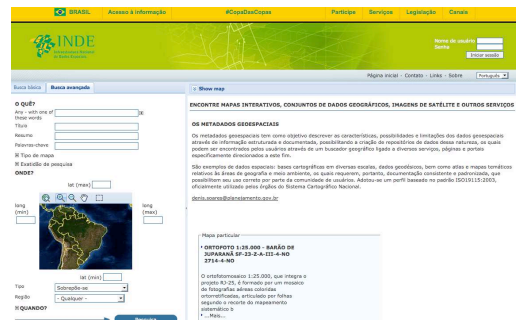 BRASIL Acesso à informação #CopaDasCopas Participe Serviços Legislação Canais
INDE
Infraestrutura Nacional
de Dados Espaciais
Nome de usuário
Senha
Iniciar sessão
Página inicial - Contato - Links - Sobre Português
Busca básica Busca avançada
Show map
O QUÊ?
Any - with one of
these words
Título
Resumo
Palavras-chave
Tipo de mapa
Exatidão de pesquisa
ONDE?
lat (max)
long
(min)
long
(max)
lat (min)
Tipo Sobrepõe-se
Região - Qualquer -
QUANDO?
Pesquisa
ENCONTRE MAPAS INTERATIVOS, CONJUNTOS DE DADOS GEOGRÁFICOS, IMAGENS DE SATÉLITE E OUTROS SERVIÇOS
OS METADADOS GEOESPACIAIS
Os metadados geoespaciais tem como objetivo descrever as características, possibilidades e limitações dos dados geoespaciais
através de informação estruturada e documentada, possibilitando a criação de repositórios de dados dessa natureza, os quais
podem ser encontrados pelos usuários através de um buscador geográfico ligado a diversos serviços, páginas e portais
especificamente direcionados a este fim.
São exemplos de dados espaciais: bases cartográficas em diversas escalas, dados geodésicos, bem como atlas e mapas temáticos
relativos às áreas de geografia e meio ambiente, os quais requerem, portanto, documentação consistente e padronizada, que
possibilitem seu uso correto por parte da comunidade de usuários. Adotou-se um perfil baseado no padrão ISO19115:2003,
oficialmente utilizado pelos órgãos do Sistema Cartográfico Nacional.
denis.soares@planejamento.gov.br
Mapa particular
ORTOFOTO 1:25.000 - BARÃO DE
JUPARANÃ SF-23-Z-A-III-4-NO
2714-4-NO
O ortofotomosaico 1:25.000, que integra o
projeto RJ-25, é formado por um mosaico
de fotografias aéreas coloridas
ortorretificadas, articulado por folhas
segundo o recorte do mapeamento
sistemático b
...Mais...